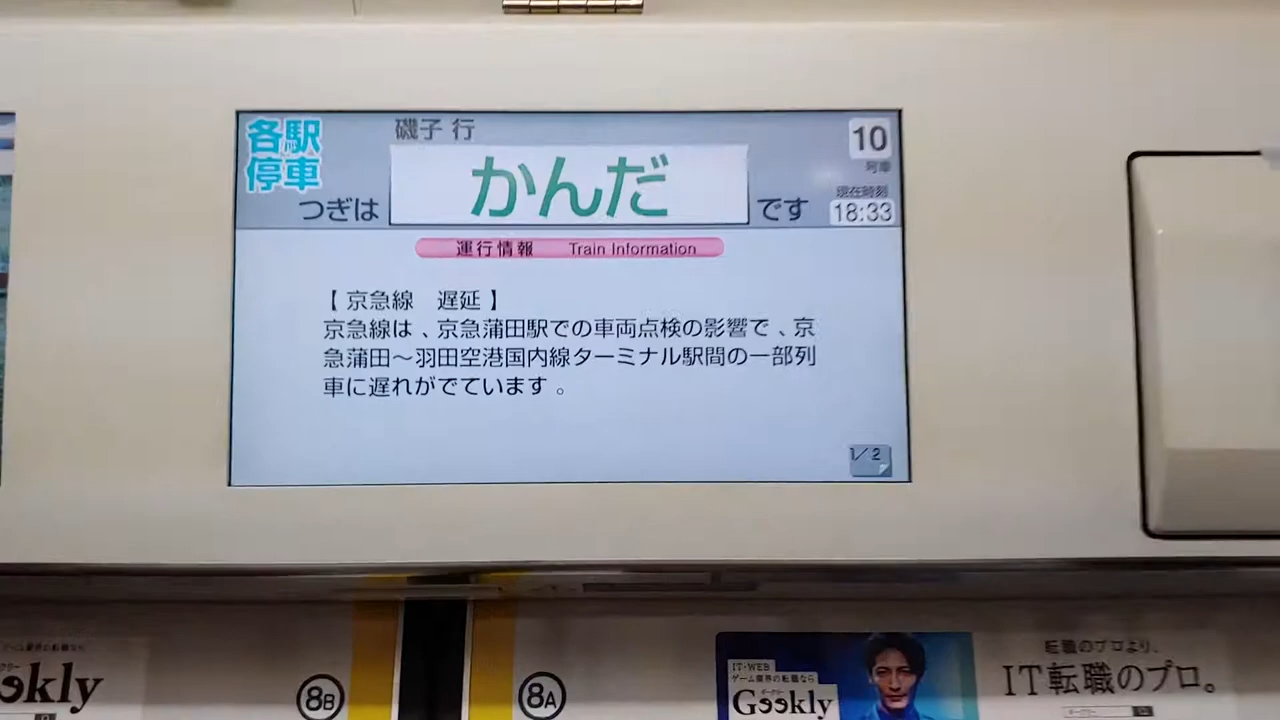 各駅
停車
磯子 行
つぎは
かんだ
です
10
号車
現在時刻
18:33
運行情報 Train Information
【 京急線 遅延 】
京急線は 、京急蒲田駅での車両点検の影響で 、京
急蒲田〜羽田空港国内線ターミナル駅間の一部列
車に遅れがでています 。
1/2
8B
8A
ekly
IT・WEB
ゲーム業界の転職なら
Geekly
転職のプロより、
IT転職のプロ。